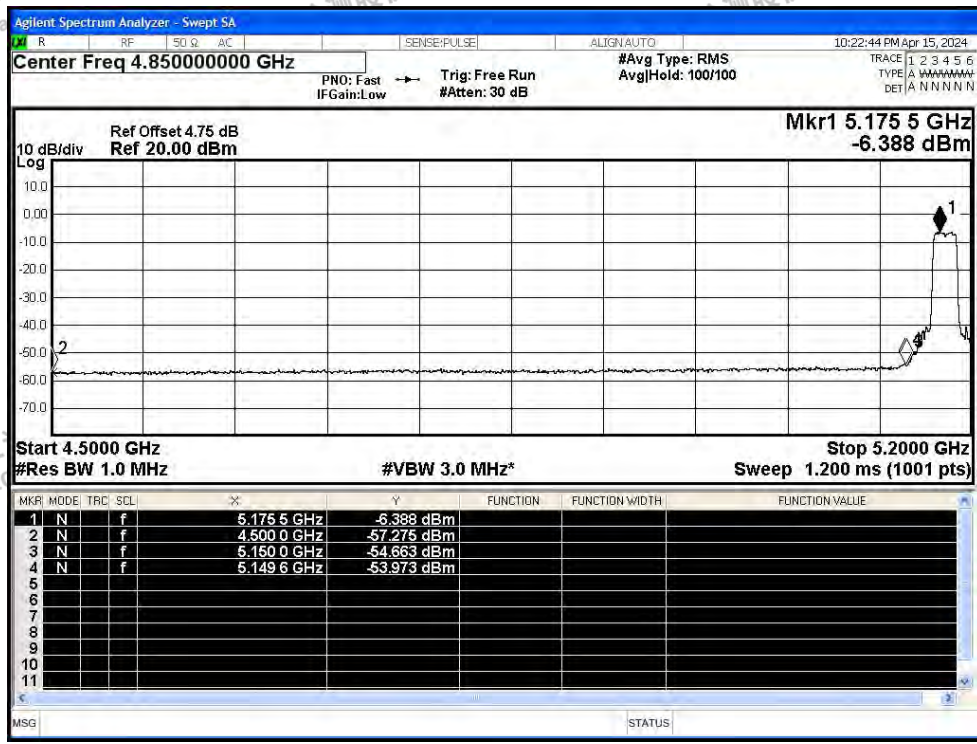 Agilent Spectrum Analyzer - Swept SA
R RF 50 Ω AC SENSE:PULSE ALIGN AUTO 10:22:44 PM Apr 15, 2024
Center Freq 4.850000000 GHz
#Avg Type: RMS
TRACE 1 2 3 4 5 6
PNO: Fast Trig: Free Run Avg|Hold: 100/100
TYPE A WWWWW
IFGain:Low #Atten: 30 dB
DET A N N N N N
Mkr1 5.175 5 GHz
Ref Offset 4.75 dB
10 dB/div Ref 20.00 dBm -6.388 dBm
Log
10.0
0.00
1
-10.0
-20.0
-30.0
-40.0
-50.0 2 4
-60.0
-70.0
Start 4.5000 GHz Stop 5.2000 GHz
#Res BW 1.0 MHz #VBW 3.0 MHz* Sweep 1.200 ms (1001 pts)
MKR MODE TRC SCL X Y FUNCTION FUNCTION WIDTH FUNCTION VALUE
1 N f 5.175 5 GHz -6.388 dBm
2 N f 4.500 0 GHz -57.275 dBm
3 N f 5.150 0 GHz -54.663 dBm
4 N f 5.149 6 GHz -53.973 dBm
5
6
7
8
9
10
11
MSG STATUS